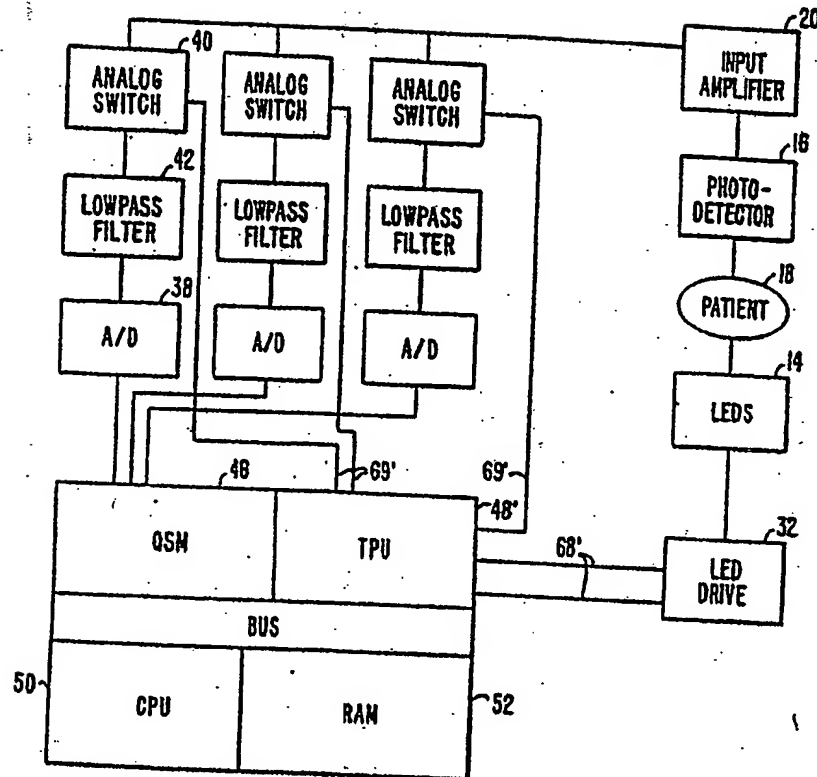 20
40
ANALOG
SWITCH
ANALOG
SWITCH
ANALOG
SWITCH
INPUT
AMPLIFIER
16
42
LOWPASS
FILTER
LOWPASS
FILTER
LOWPASS
FILTER
PHOTO-
DETECTOR
18
PATIENT
38
A/D
A/D
A/D
14
LEDS
46
69'
69'
48'
QSM
TPU
68'
32
LED
DRIVE
BUS
50
CPU
RAM
52